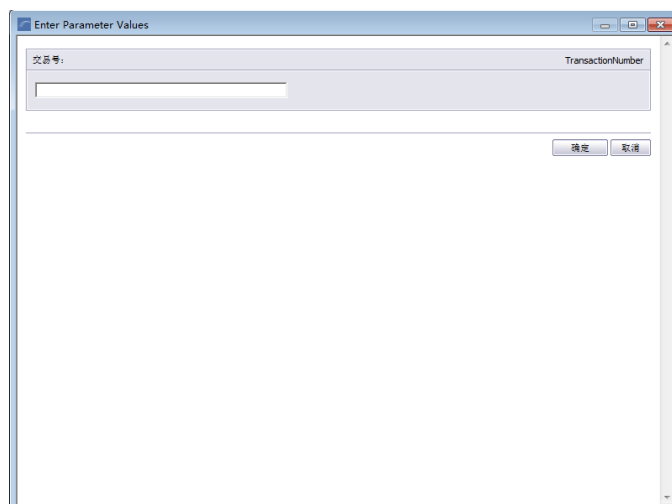 Enter Parameter Values
交易号: TransactionNumber
确定 取消